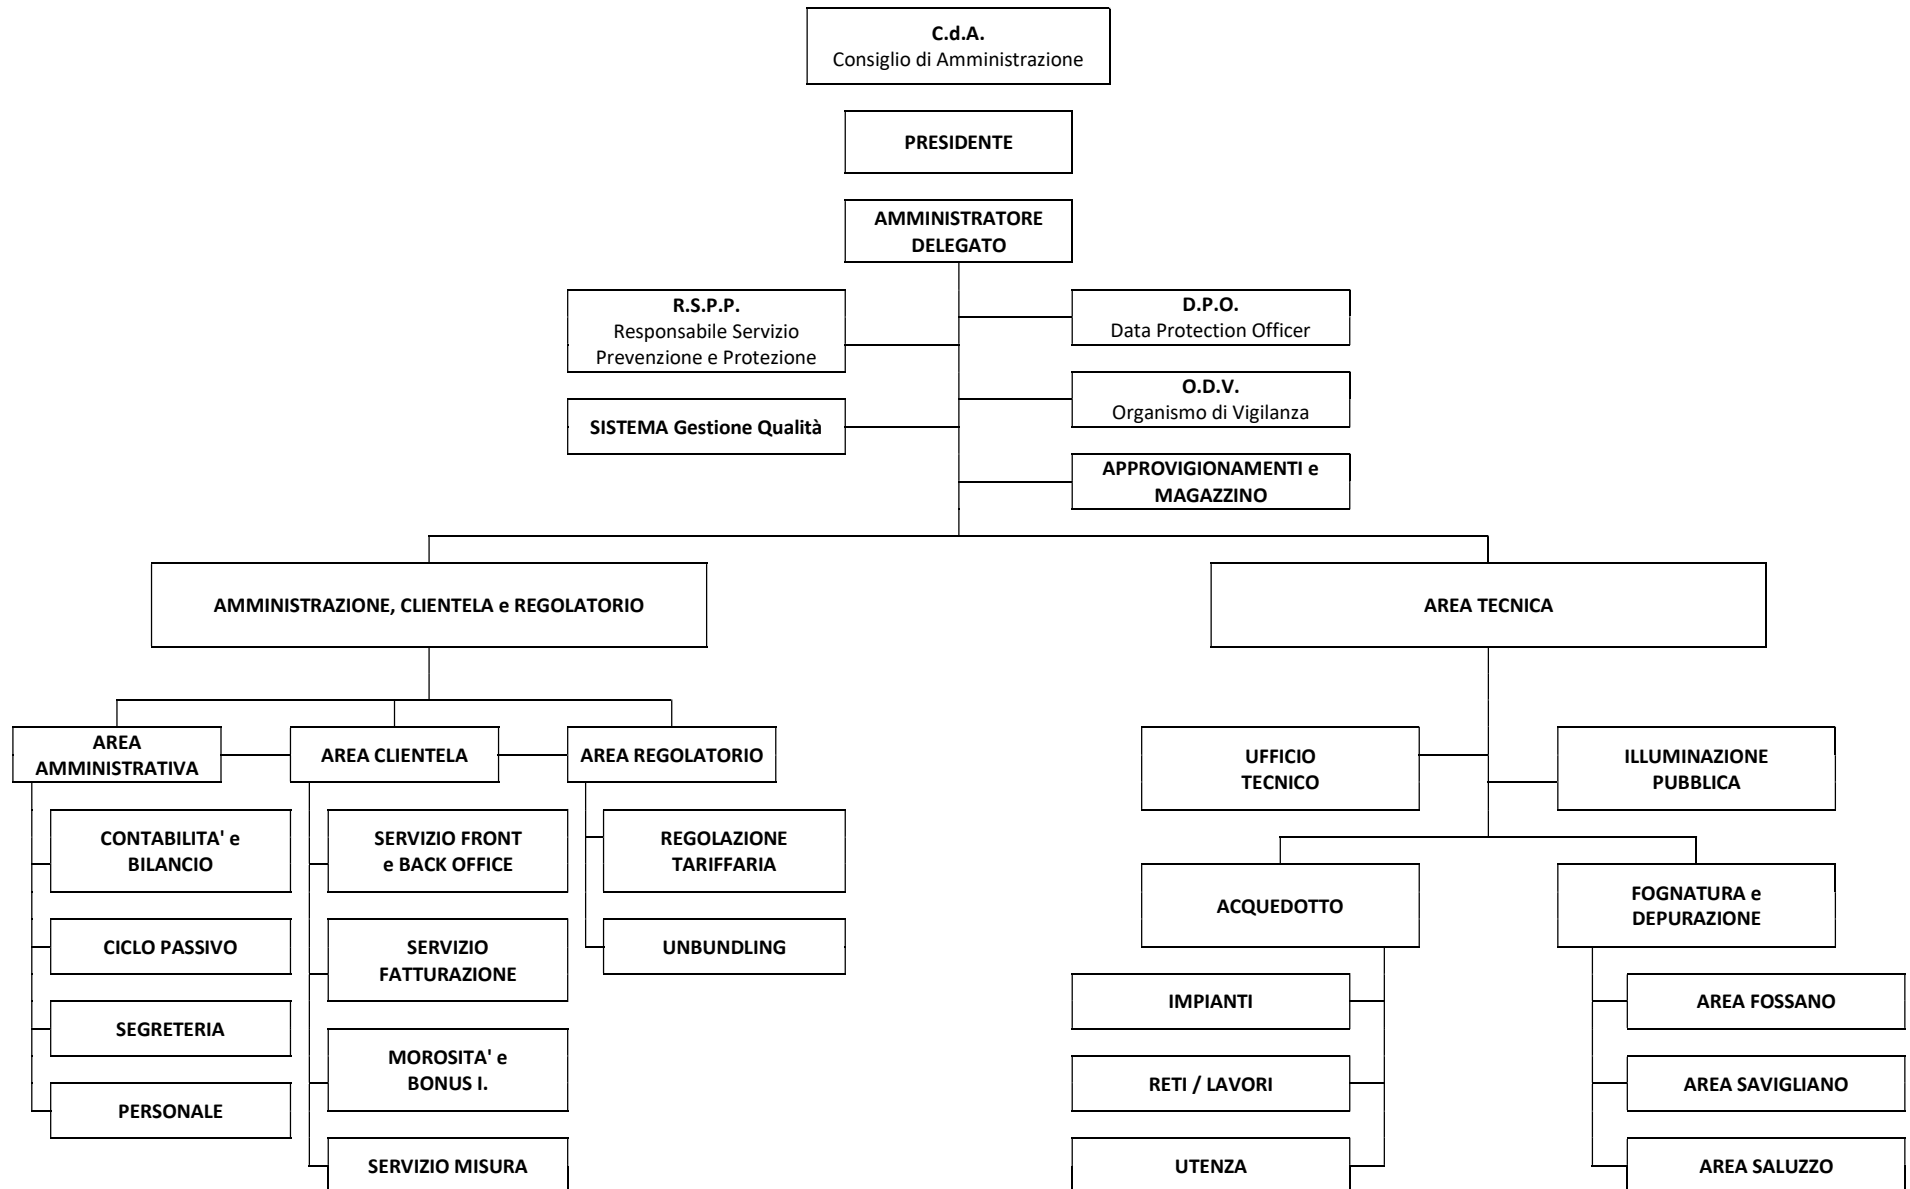 C.d.A.
Consiglio di Amministrazione
PRESIDENTE
AMMINISTRATORE
DELEGATO
R.S.P.P.
Responsabile Servizio
Prevenzione e Protezione
D.P.O.
Data Protection Officer
O.D.V.
Organismo di Vigilanza
SISTEMA Gestione Qualità
APPROVIGIONAMENTI e
MAGAZZINO
AMMINISTRAZIONE, CLIENTELA e REGOLATORIO
AREA TECNICA
AREA
AMMINISTRATIVA
AREA CLIENTELA
AREA REGOLATORIO
UFFICIO
TECNICO
ILLUMINAZIONE
PUBBLICA
CONTABILITA' e
BILANCIO
CICLO PASSIVO
SEGRETERIA
PERSONALE
SERVIZIO FRONT
e BACK OFFICE
SERVIZIO
FATTURAZIONE
MOROSITA' e
BONUS I.
SERVIZIO MISURA
REGOLAZIONE
TARIFFARIA
UNBUNDLING
ACQUEDOTTO
IMPIANTI
RETI / LAVORI
UTENZA
FOGNATURA e
DEPURAZIONE
AREA FOSSANO
AREA SAVIGLIANO
AREA SALUZZO